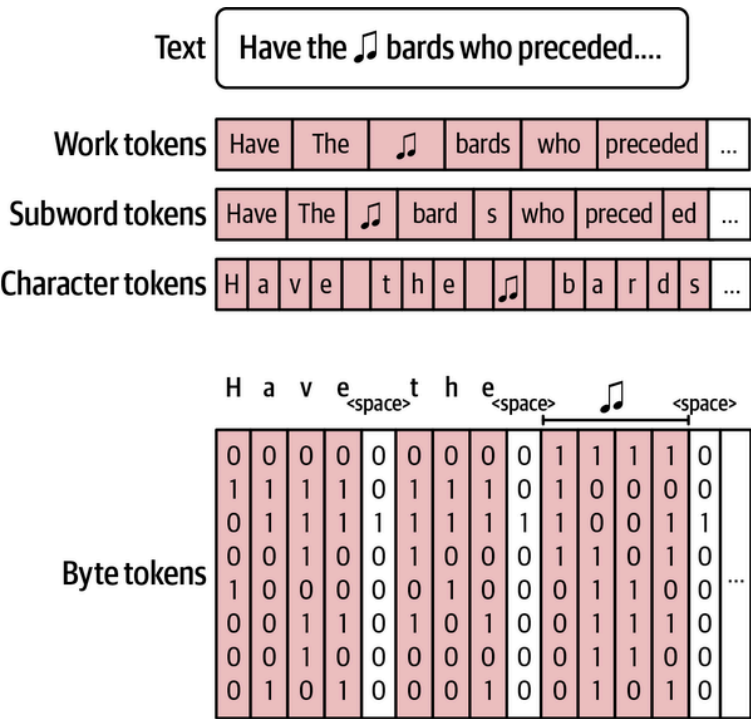 Text Have the ♫ bards who preceded....
Work tokens Have The ♫ bards who preceded ...
Subword tokens Have The ♫ bard s who preced ed ...
Character tokens H a v e t h e ♫ b a r d s ...
H a v e <space> t h e <space> ♫ <space>
0 0 0 0 0 0 0 0 0 1 1 1 1 0
1 1 1 1 0 1 1 1 0 1 0 0 0 0
0 1 1 1 1 1 1 1 1 1 0 0 1 1
0 0 1 0 0 1 0 0 0 1 1 0 1 0
Byte tokens ...
1 0 0 0 0 0 1 0 0 0 1 1 0 0
0 0 1 1 0 1 0 1 0 0 1 1 1 0
0 0 1 0 0 0 0 0 0 0 1 1 0 0
0 1 0 1 0 0 0 1 0 0 1 0 1 0